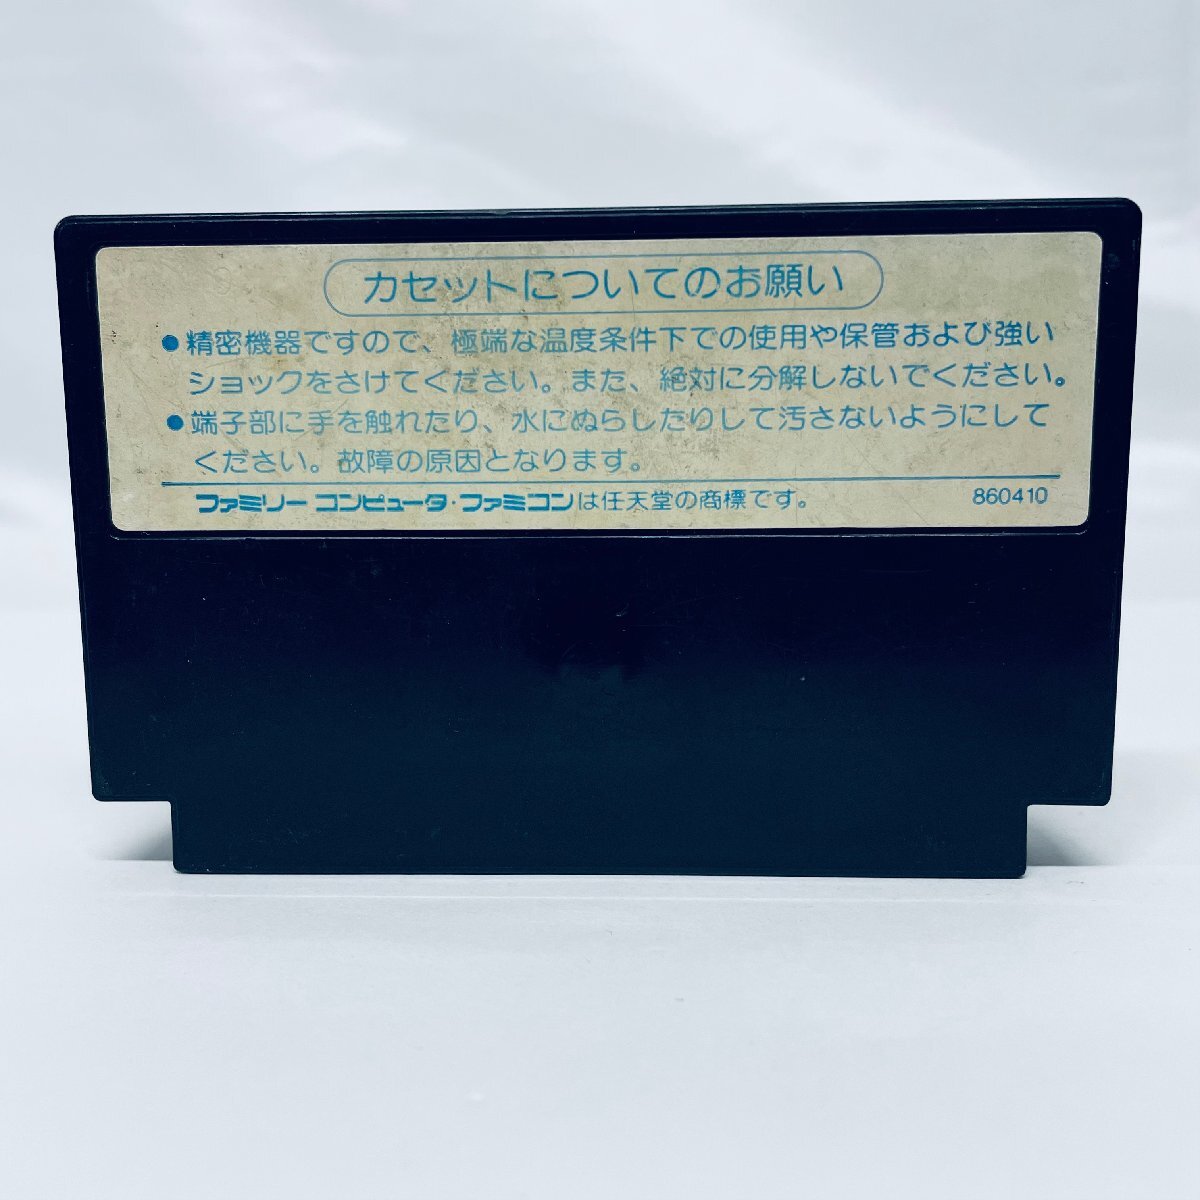 カセットについてのお願い
●精密機器ですので、極端な温度条件下での使用や保管および強い
ショックをさけてください。また、絶対に分解しないでください。
●端子部に手を触れたり、水にぬらしたりして汚さないようにして
ください。故障の原因となります。
ファミリーコンピュータ・ファミコンは任天堂の商標です。 860410